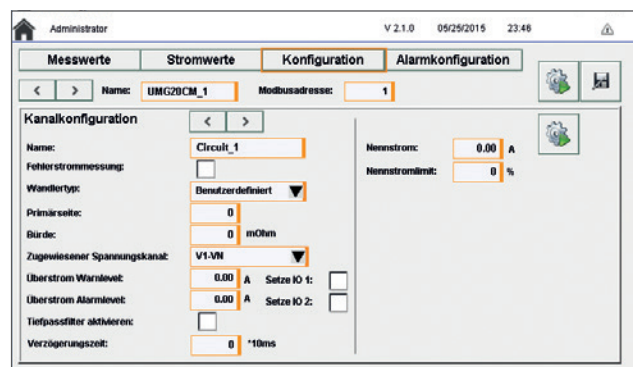 Administrator V 2.1.0 05/25/2015 23:46
Messwerte Stromwerte Konfiguration Alarmkonfiguration
< > Name: UMG20CM_1 Modbusadresse: 1
Kanalkonfiguration < >
Name: Circuit_1 Nennstrom: 0.00 A
Fehlerstrommessung: Nennstromlimit: 0 %
Wandlertyp: Benutzerdefiniert
Primärseite: 0
Bürde: 0 mOhm
Zugewiesener Spannungskanal: V1-VN
Überstrom Warnlevel: 0.00 A Setze IO 1:
Überstrom Alarmlevel: 0.00 A Setze IO 2:
Tiefpassfilter aktivieren:
Verzögerungszeit: 0 *10ms